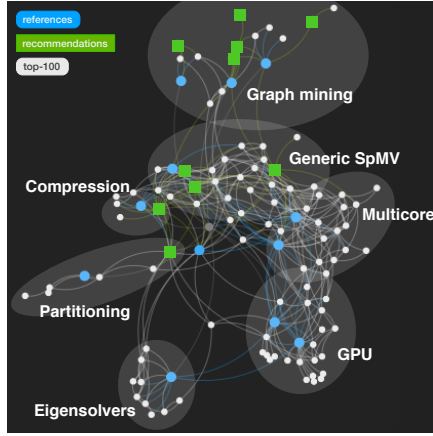 references
recommendations
top-100
Graph mining
Generic SpMV
Compression
Multicore
Partitioning
GPU
Eigensolvers